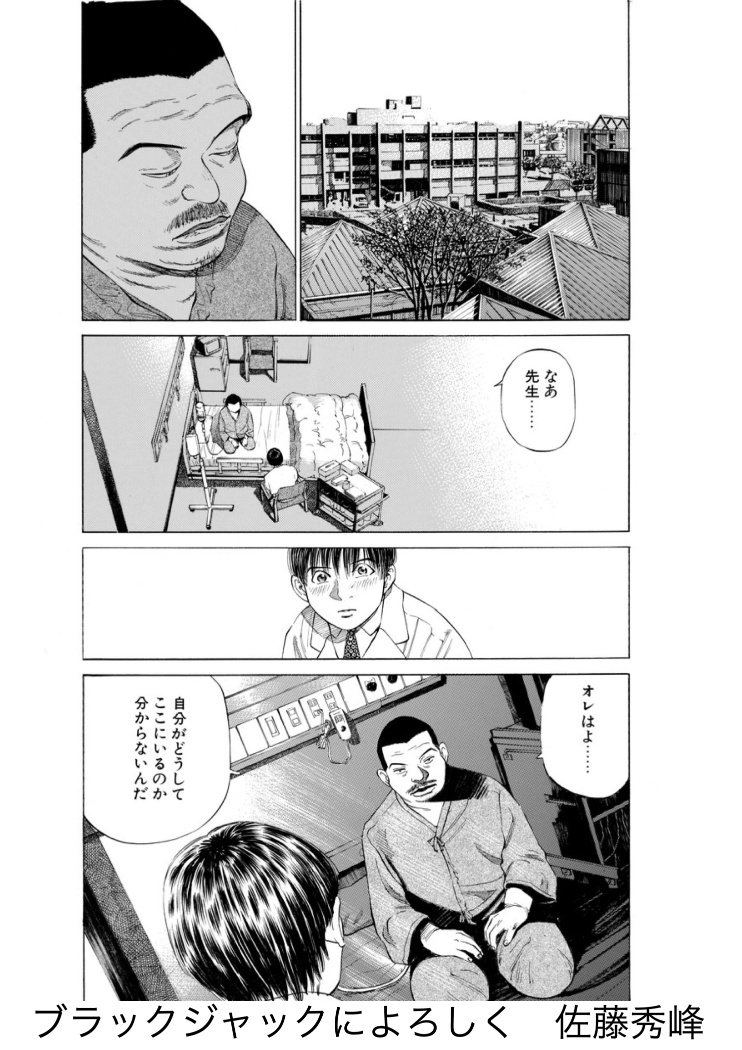 なあ
先生……
オレはよ……
自分がどうして
ここにいるのか
分からないんだ
ブラックジャックによろしく　佐藤秀峰